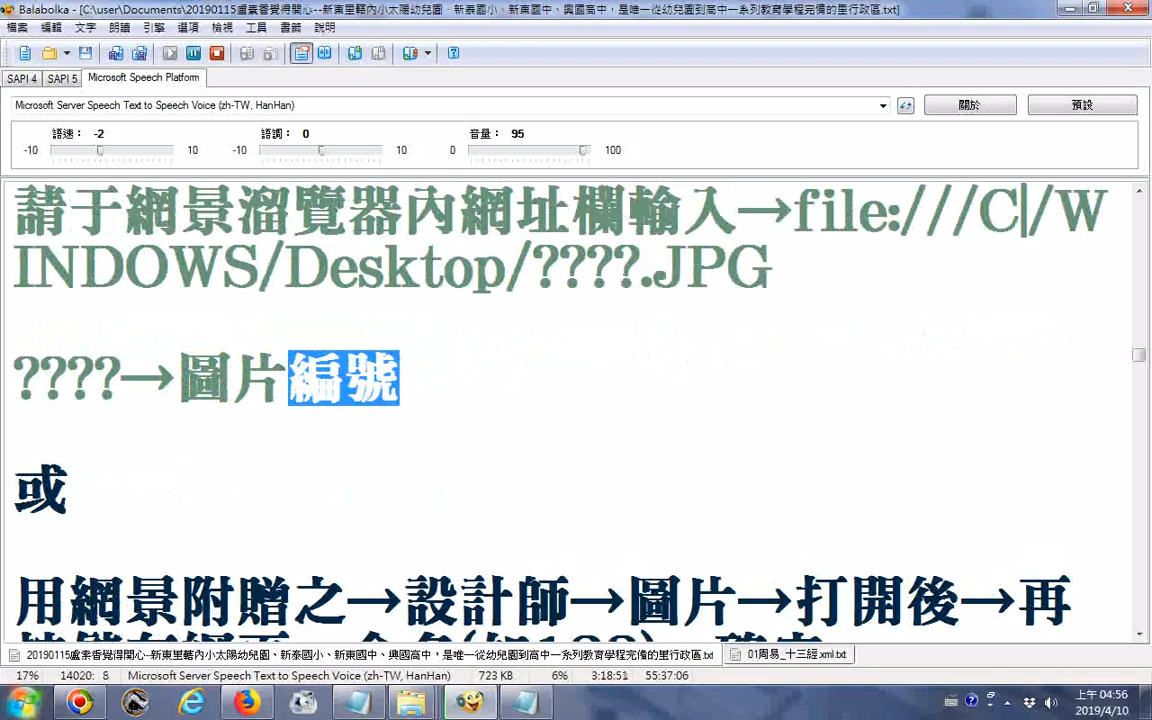 Balabolka - [C:\user\Documents\20190115盧素香覺得開心--新東里轄內小太陽幼兒園、新泰國小、新東國中、興國高中，是唯一從幼兒園到高中一系列教育學程完備的里行政區.txt]
檔案 編輯 文字 朗讀 引擎 選項 檢視 工具 書籤 說明
SAPI 4 SAPI 5 Microsoft Speech Platform
Microsoft Server Speech Text to Speech Voice (zh-TW, HanHan) 關於 預設
語速： -2 語調： 0 音量： 95
-10 10 -10 10 0 100
請于網景溜覽器內網址欄輸入→file:///C|/W
INDOWS/Desktop/????.JPG
????→圖片編號
或
用網景附贈之→設計師→圖片→打開後→再
20190115盧素香覺得開心--新東里轄內小太陽幼兒園、新泰國小、新東國中、興國高中，是唯一從幼兒園到高中一系列教育學程完備的里行政區.txt 01周易_十三經.xml.txt
17% 14020: 8 Microsoft Server Speech Text to Speech Voice (zh-TW, HanHan) 723 KB 6% 3:18:51 55:37:06
上午 04:56
2019/4/10